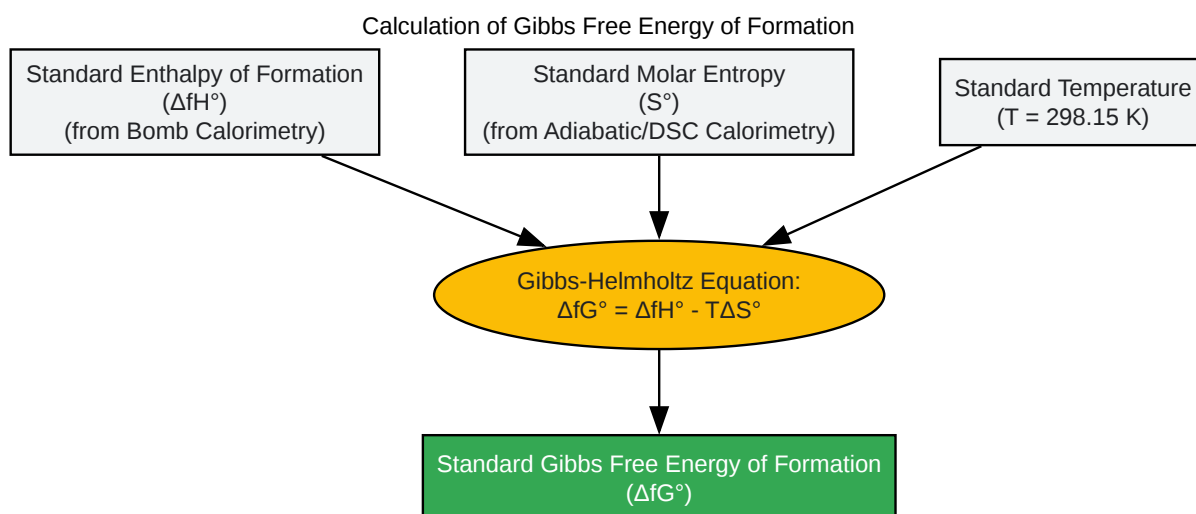 Calculation of Gibbs Free Energy of Formation
Standard Enthalpy of Formation
(ΔfH°)
(from Bomb Calorimetry)
Standard Molar Entropy
(S°)
(from Adiabatic/DSC Calorimetry)
Standard Temperature
(T = 298.15 K)
Gibbs-Helmholtz Equation:
ΔfG° = ΔfH° - TΔS°
Standard Gibbs Free Energy of Formation
(ΔfG°)